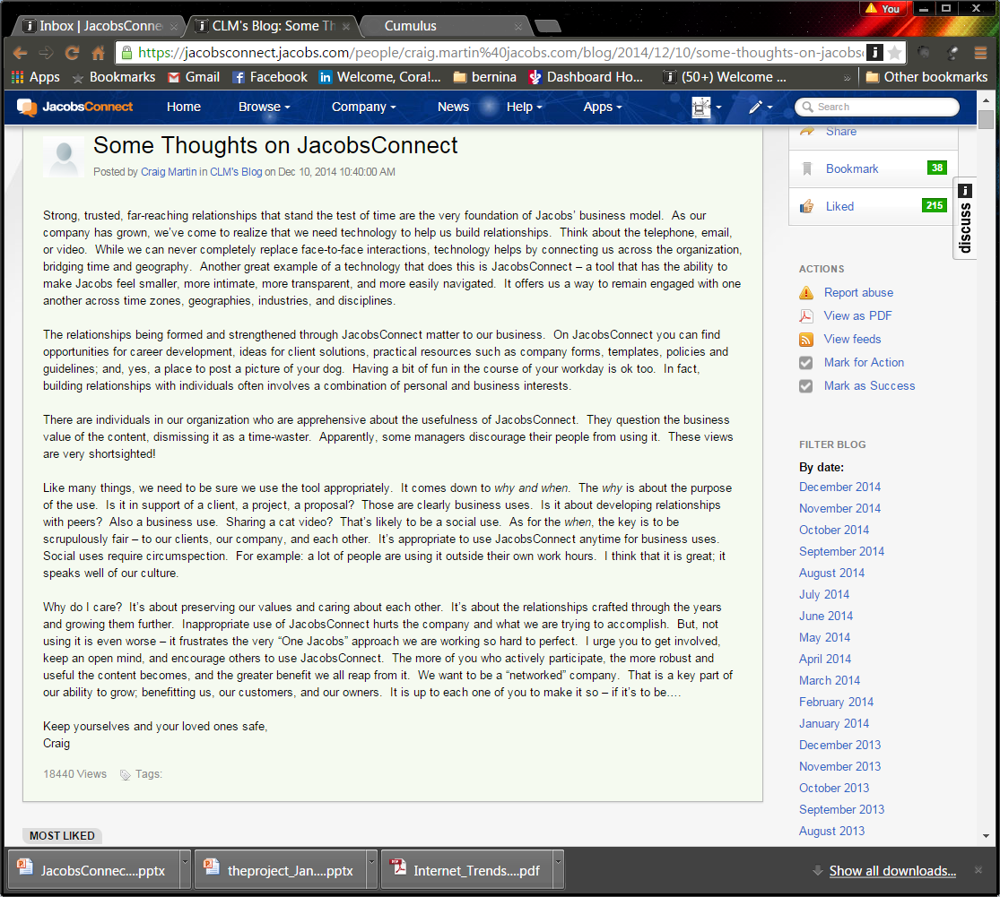 You
Inbox | JacobsConne
CLM's Blog: Some Th
Cumulus
https://jacobsconnect.jacobs.com/people/craig.martin%40jacobs.com/blog/2014/12/10/some-thoughts-on-jacobs
Apps Bookmarks Gmail Facebook Welcome, Cora!... bernina Dashboard Ho... (50+) Welcome ... » Other bookmarks
JacobsConnect Home Browse Company News Help Apps Search
Some Thoughts on JacobsConnect
Posted by Craig Martin in CLM's Blog on Dec 10, 2014 10:40:00 AM
Strong, trusted, far-reaching relationships that stand the test of time are the very foundation of Jacobs' business model. As our
company has grown, we've come to realize that we need technology to help us build relationships. Think about the telephone, email,
or video. While we can never completely replace face-to-face interactions, technology helps by connecting us across the organization,
bridging time and geography. Another great example of a technology that does this is JacobsConnect – a tool that has the ability to
make Jacobs feel smaller, more intimate, more transparent, and more easily navigated. It offers us a way to remain engaged with one
another across time zones, geographies, industries, and disciplines.
The relationships being formed and strengthened through JacobsConnect matter to our business. On JacobsConnect you can find
opportunities for career development, ideas for client solutions, practical resources such as company forms, templates, policies and
guidelines; and, yes, a place to post a picture of your dog. Having a bit of fun in the course of your workday is ok too. In fact,
building relationships with individuals often involves a combination of personal and business interests.
There are individuals in our organization who are apprehensive about the usefulness of JacobsConnect. They question the business
value of the content, dismissing it as a time-waster. Apparently, some managers discourage their people from using it. These views
are very shortsighted!
Like many things, we need to be sure we use the tool appropriately. It comes down to why and when. The why is about the purpose
of the use. Is it in support of a client, a project, a proposal? Those are clearly business uses. Is it about developing relationships
with peers? Also a business use. Sharing a cat video? That's likely to be a social use. As for the when, the key is to be
scrupulously fair – to our clients, our company, and each other. It's appropriate to use JacobsConnect anytime for business uses.
Social uses require circumspection. For example: a lot of people are using it outside their own work hours. I think that it is great; it
speaks well of our culture.
Why do I care? It's about preserving our values and caring about each other. It's about the relationships crafted through the years
and growing them further. Inappropriate use of JacobsConnect hurts the company and what we are trying to accomplish. But, not
using it is even worse – it frustrates the very “One Jacobs” approach we are working so hard to perfect. I urge you to get involved,
keep an open mind, and encourage others to use JacobsConnect. The more of you who actively participate, the more robust and
useful the content becomes, and the greater benefit we all reap from it. We want to be a “networked” company. That is a key part of
our ability to grow; benefitting us, our customers, and our owners. It is up to each one of you to make it so – if it's to be....
Keep yourselves and your loved ones safe,
Craig
18440 Views Tags:
MOST LIKED
Share
Bookmark 38
Liked 215
discuss
ACTIONS
Report abuse
View as PDF
View feeds
Mark for Action
Mark as Success
FILTER BLOG
By date:
December 2014
November 2014
October 2014
September 2014
August 2014
July 2014
June 2014
May 2014
April 2014
March 2014
February 2014
January 2014
December 2013
November 2013
October 2013
September 2013
August 2013
JacobsConnec....pptx theproject_Jan....pptx Internet_Trends....pdf Show all downloads...